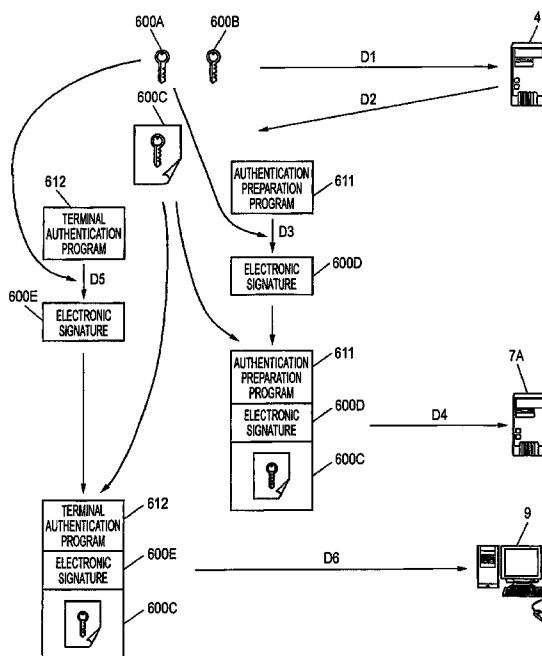 600A
600B
4
D1
D2
600C
612
AUTHENTICATION
PREPARATION
PROGRAM
611
TERMINAL
AUTHENTICATION
PROGRAM
D3
600E
D5
ELECTRONIC
SIGNATURE
600D
ELECTRONIC
SIGNATURE
611
7A
AUTHENTICATION
PREPARATION
PROGRAM
600D
ELECTRONIC
SIGNATURE
D4
600C
612
9
TERMINAL
AUTHENTICATION
PROGRAM
600E
D6
ELECTRONIC
SIGNATURE
600C